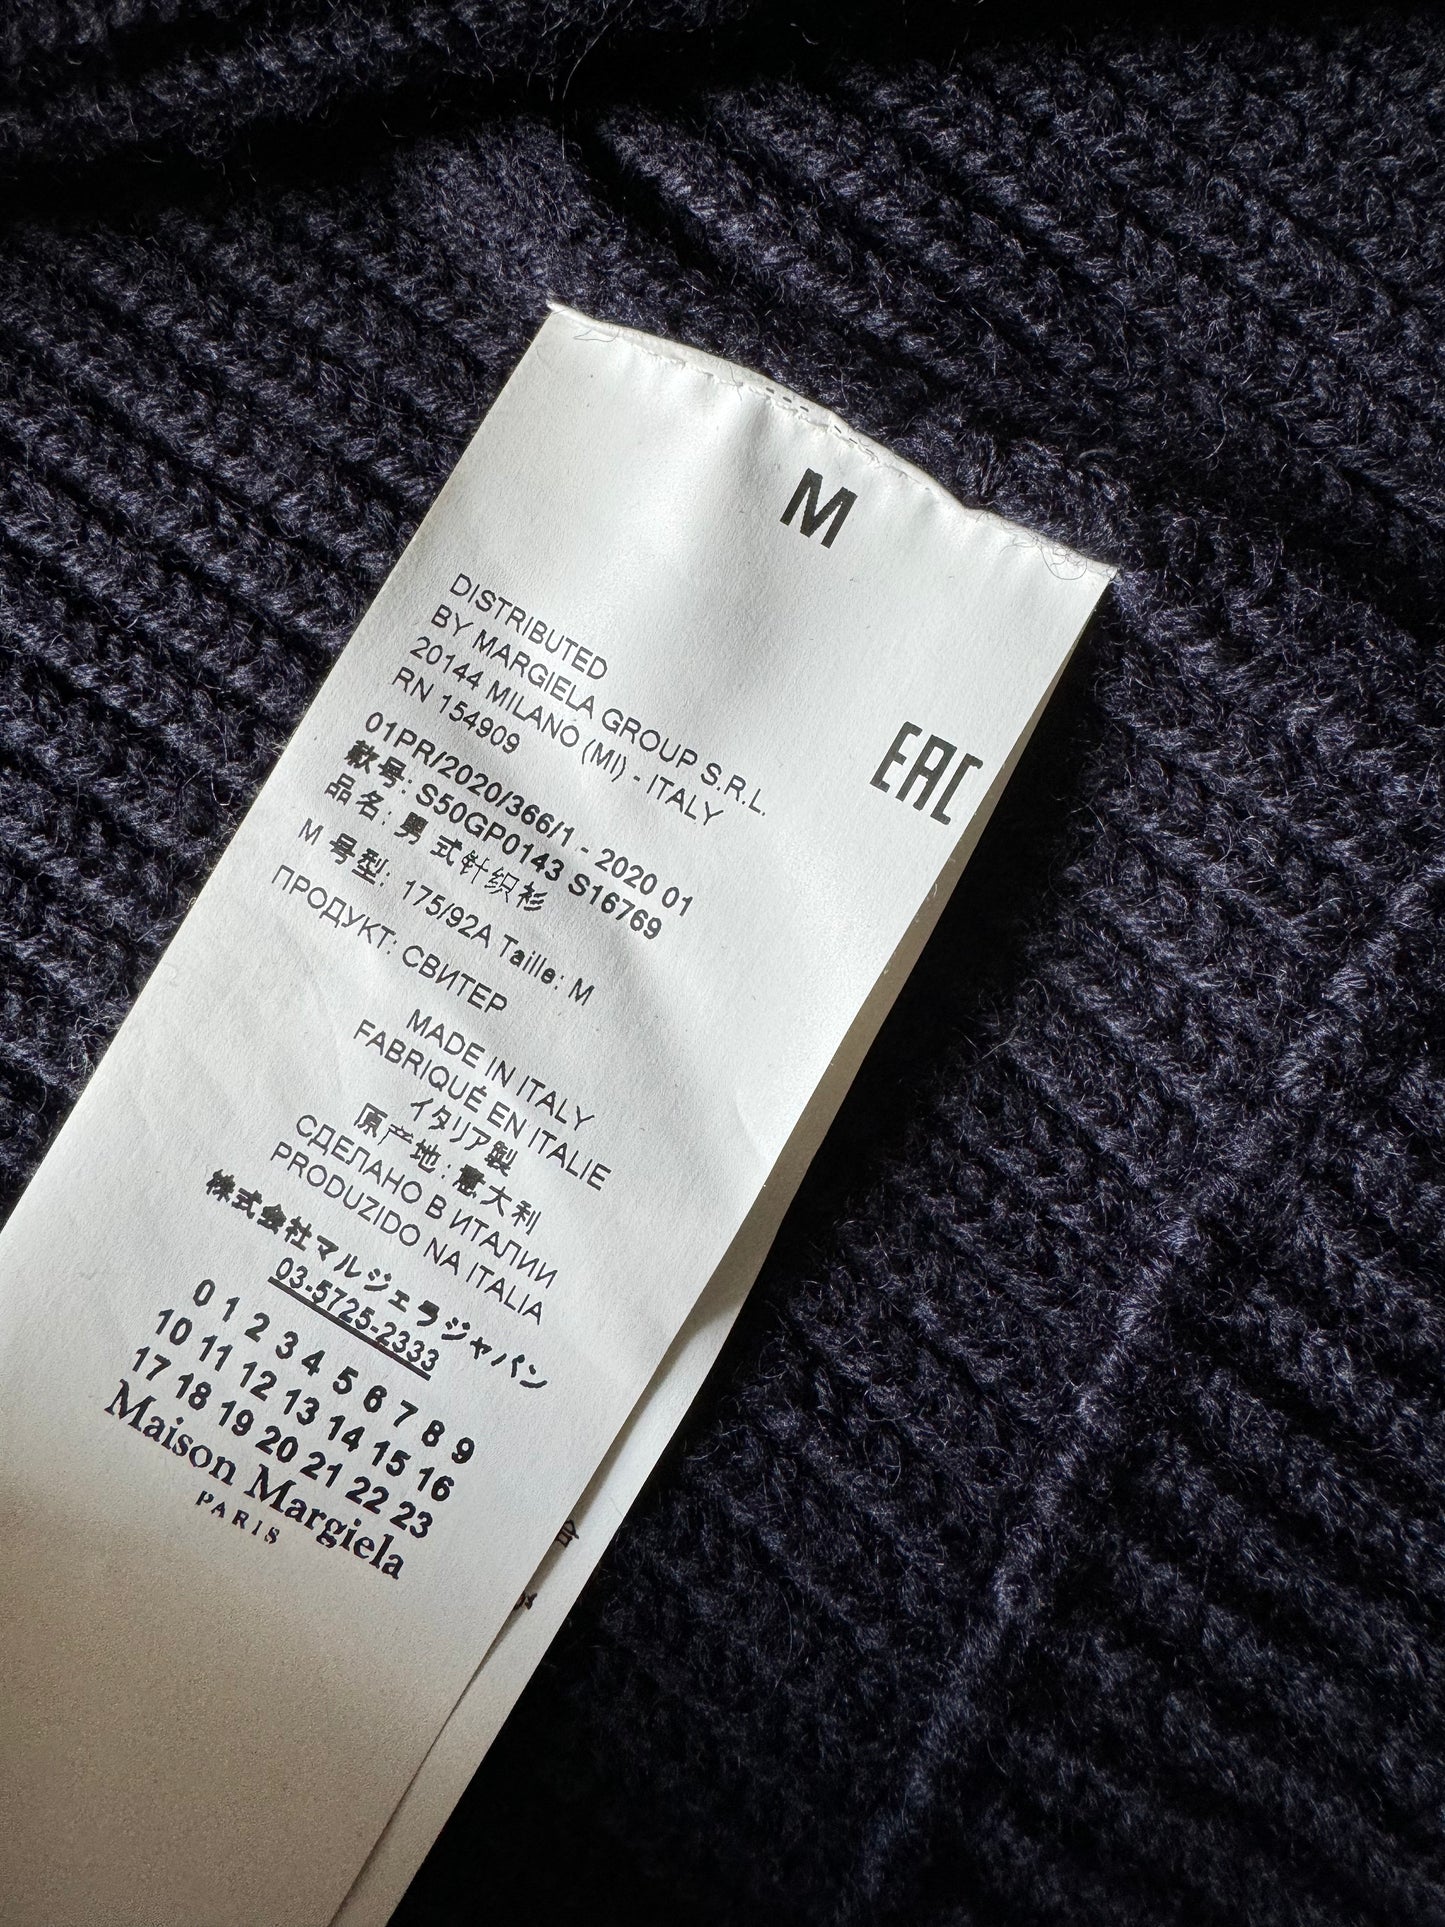 M
DISTRIBUTED
BY MARGIELA GROUP S.R.L.
20144 MILANO (MI) - ITALY
RN 154909
EAC
01PR/2020/366/1 - 2020 01
款号: S50GP0143 S16769
品名: 男式针织衫
M 号型: 175/92A Taille: M
ПРОДУКТ: СВИТЕР
MADE IN ITALY
FABRIQUÉ EN ITALIE
イタリア製
原产地: 意大利
СДЕЛАНО В ИТАЛИИ
PRODUZIDO NA ITALIA
株式会社マルジェラジャパン
03-5725-2333
0 1 2 3 4 5 6 7 8 9
10 11 12 13 14 15 16
17 18 19 20 21 22 23
Maison Margiela
PARIS